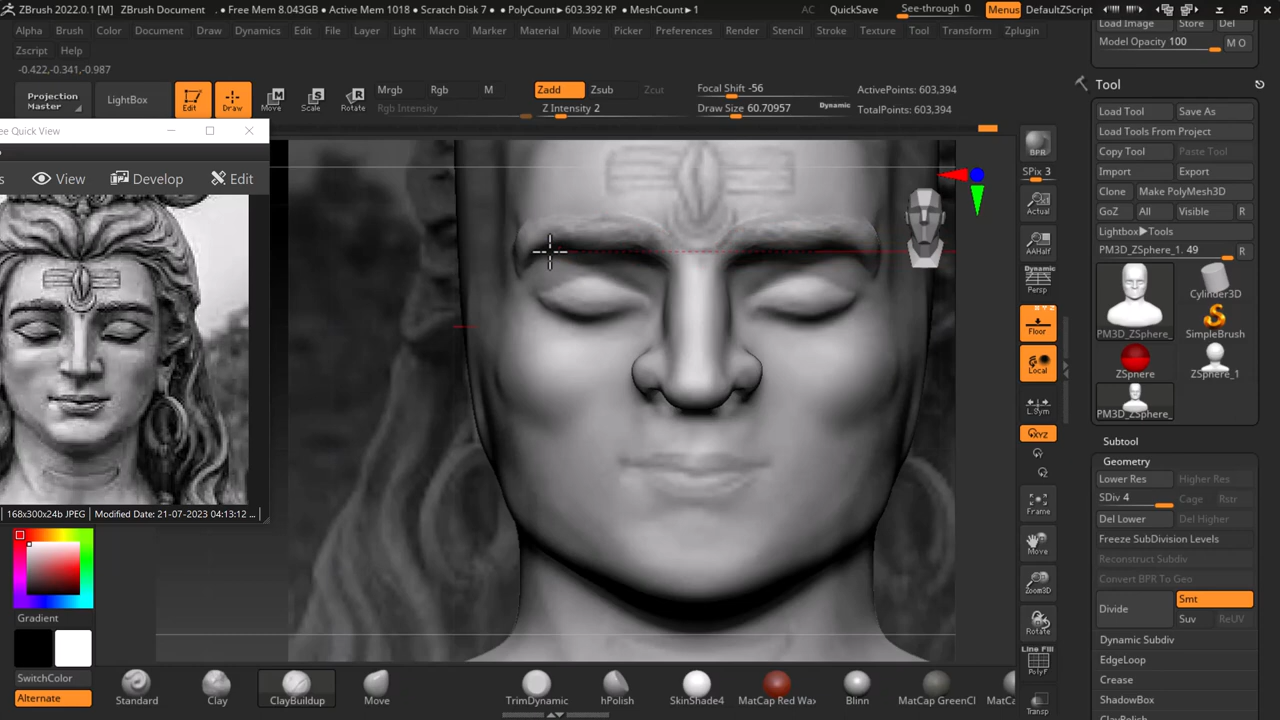 ZBrush 2022.0.1 [M] ZBrush Document . • Free Mem 8.043GB • Active Mem 1018 • Scratch Disk 7 • PolyCount► 603.392 KP • MeshCount► 1 AC QuickSave See-through 0 Menus DefaultZScript
Alpha Brush Color Document Draw Dynamics Edit File Layer Light Macro Marker Material Movie Picker Preferences Render Stencil Stroke Texture Tool Transform Zplugin
Zscript Help
-0.422,-0.341,-0.987
Projection Master
LightBox
Edit
Draw
Move
Scale
Rotate
Mrgb Rgb M
Rgb Intensity
Zadd Zsub Zcut
Z Intensity 2
Focal Shift -56
Draw Size 60.70957 Dynamic
ActivePoints: 603,394
TotalPoints: 603,394
ee Quick View
s View Develop Edit
168x300x24b JPEG Modified Date: 21-07-2023 04:13:12 ...
Gradient
SwitchColor
Alternate
Standard
Clay
ClayBuildup
Move
TrimDynamic
hPolish
SkinShade4
MatCap Red Wax
Blinn
MatCap GreenCl
MatCa
BPR
SPix 3
Actual
AAHalf
Dynamic
Persp
X Y Z
Floor
Local
L.Sym
XYZ
Frame
Move
Zoom3D
Rotate
Line Fill
PolyF
Transp
Load Image Store Del
Model Opacity 100 M O
Tool
Load Tool Save As
Load Tools From Project
Copy Tool Paste Tool
Import Export
Clone Make PolyMesh3D
GoZ All Visible R
Lightbox►Tools
PM3D_ZSphere_1. 49 R
PM3D_ZSphere_
Cylinder3D
SimpleBrush
ZSphere
ZSphere_1
PM3D_ZSphere_
Subtool
Geometry
Lower Res Higher Res
SDiv 4 Cage Rstr
Del Lower Del Higher
Freeze SubDivision Levels
Reconstruct Subdiv
Convert BPR To Geo
Divide Smt
Suv ReUV
Dynamic Subdiv
EdgeLoop
Crease
ShadowBox